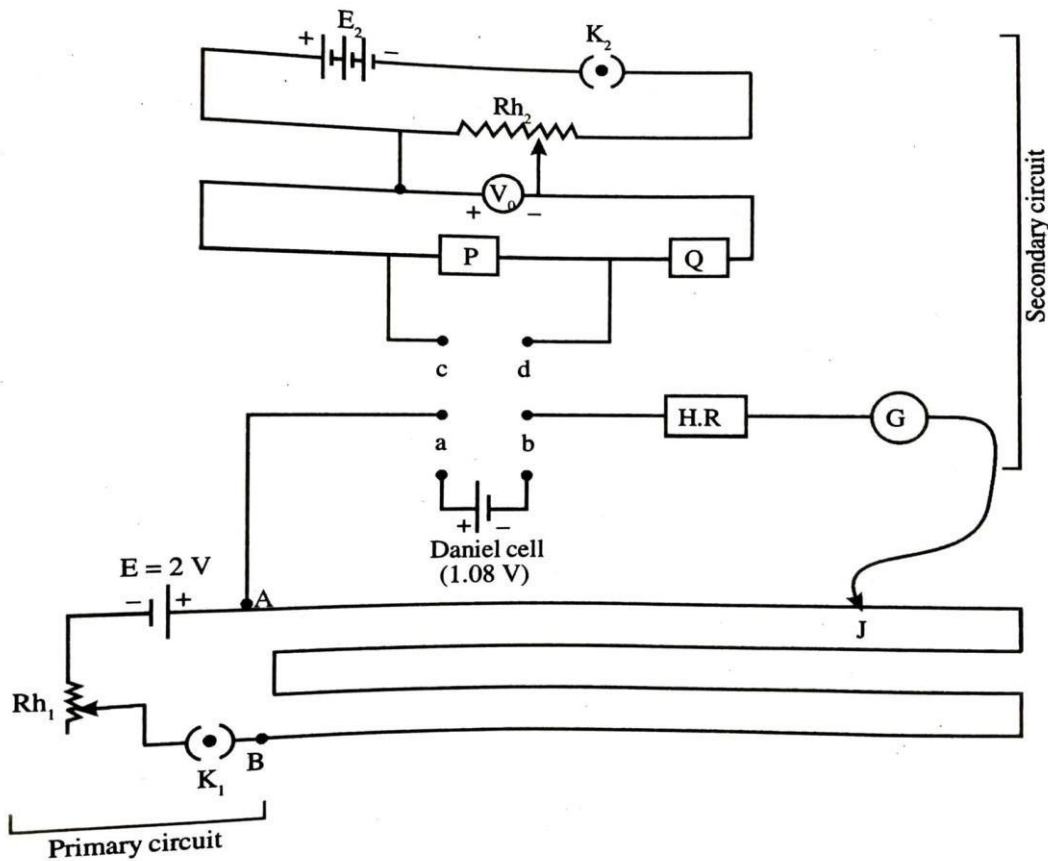 + E₂ −
K₂
Rh₂
+ V₀ −
P
Q
c d
a b
H.R
G
+ −
Daniel cell
(1.08 V)
E = 2 V
− +
A
J
Rh₁
K₁
B
Primary circuit
Secondary circuit